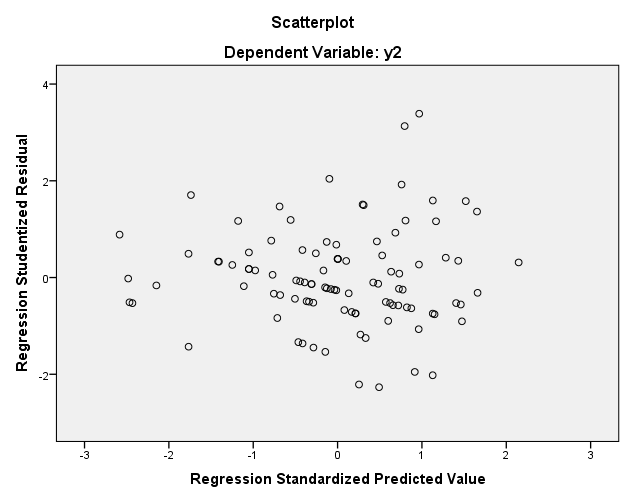 Scatterplot
Dependent Variable: y2
Regression Studentized Residual
4
2
0
-2
-3
-2
-1
0
1
2
3
Regression Standardized Predicted Value